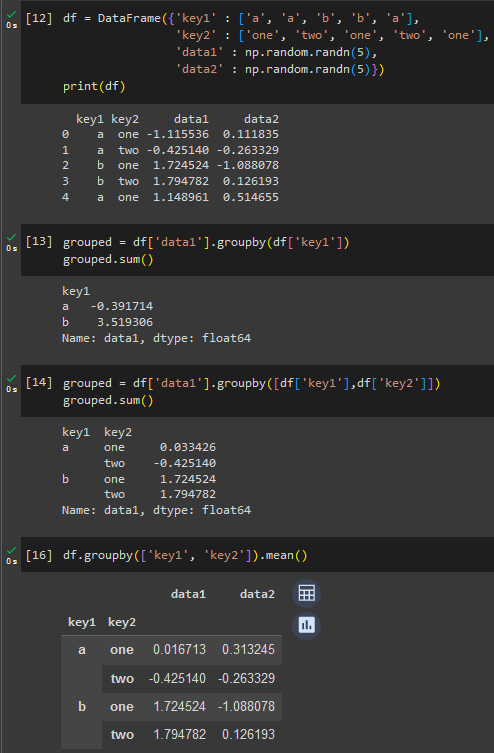 [12] df = DataFrame({'key1' : ['a', 'a', 'b', 'b', 'a'],
'key2' : ['one', 'two', 'one', 'two', 'one'],
'data1' : np.random.randn(5),
'data2' : np.random.randn(5)})
print(df)
0s
key1 key2 data1 data2
0 a one -1.115536 0.111835
1 a two -0.425140 -0.263329
2 b one 1.724524 -1.088078
3 b two 1.794782 0.126193
4 a one 1.148961 0.514655
[13] grouped = df['data1'].groupby(df['key1'])
0s
grouped.sum()
key1
a -0.391714
b 3.519306
Name: data1, dtype: float64
[14] grouped = df['data1'].groupby([df['key1'],df['key2']])
0s
grouped.sum()
key1 key2
a one 0.033426
two -0.425140
b one 1.724524
two 1.794782
Name: data1, dtype: float64
[16] df.groupby(['key1', 'key2']).mean()
0s
data1 data2
key1 key2
a one 0.016713 0.313245
two -0.425140 -0.263329
b one 1.724524 -1.088078
two 1.794782 0.126193